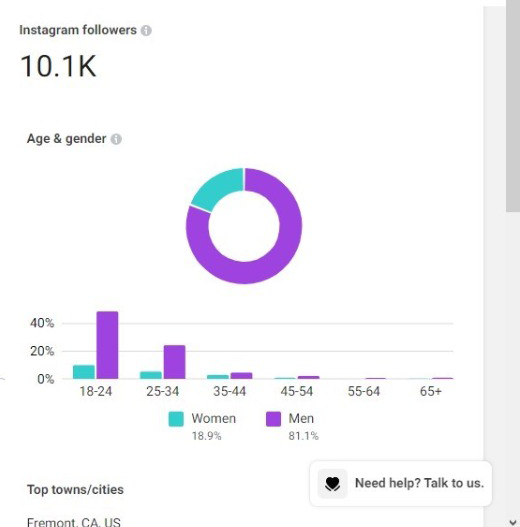 Instagram followers
10.1K
Age & gender
40%
20%
0%
18-24 25-34 35-44 45-54 55-64 65+
Women Men
18.9% 81.1%
Need help? Talk to us.
Top towns/cities
Fremont, CA, US